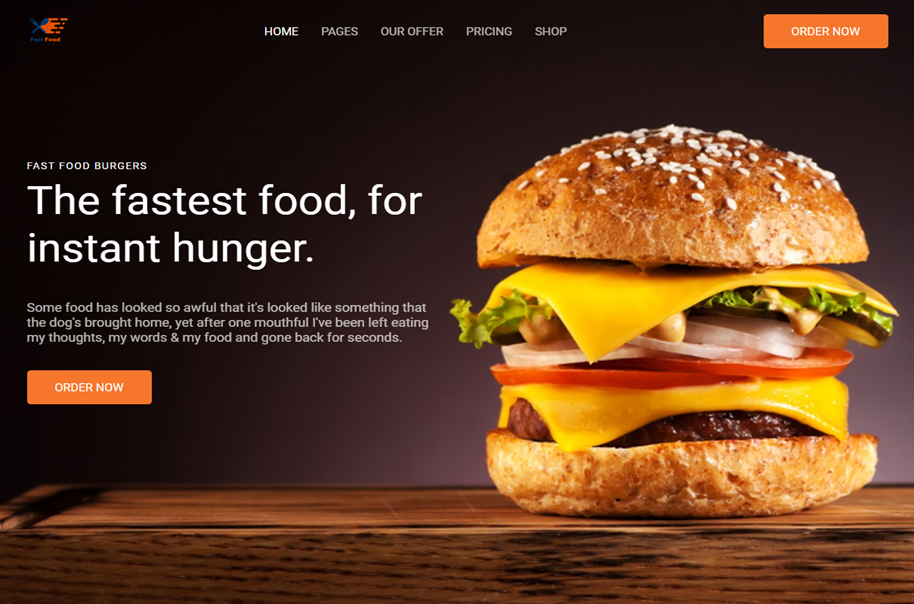 Fast Food
HOME
PAGES
OUR OFFER
PRICING
SHOP
ORDER NOW
FAST FOOD BURGERS
The fastest food, for
instant hunger.
Some food has looked so awful that it's looked like something that
the dog's brought home, yet after one mouthful I've been left eating
my thoughts, my words & my food and gone back for seconds.
ORDER NOW